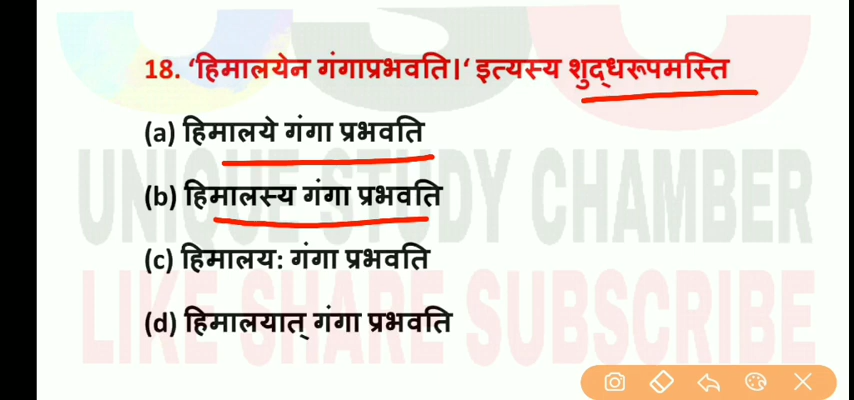 18. ‘हिमालयेन गंगाप्रभवति।‘ इत्यस्य शुद्धरूपमस्ति
(a) हिमालये गंगा प्रभवति
(b) हिमालस्य गंगा प्रभवति
(c) हिमालय: गंगा प्रभवति
(d) हिमालयात् गंगा प्रभवति
UNIQUE STUDY CHAMBER
LIKE SHARE SUBSCRIBE